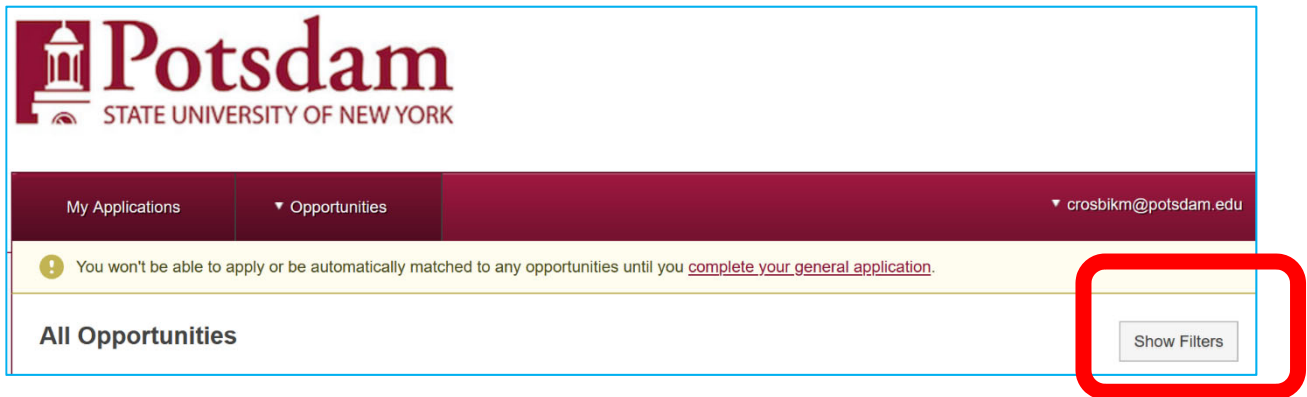 Potsdam
STATE UNIVERSITY OF NEW YORK
My Applications
Opportunities
crosbikm@potsdam.edu
You won't be able to apply or be automatically matched to any opportunities until you complete your general application.
All Opportunities
Show Filters